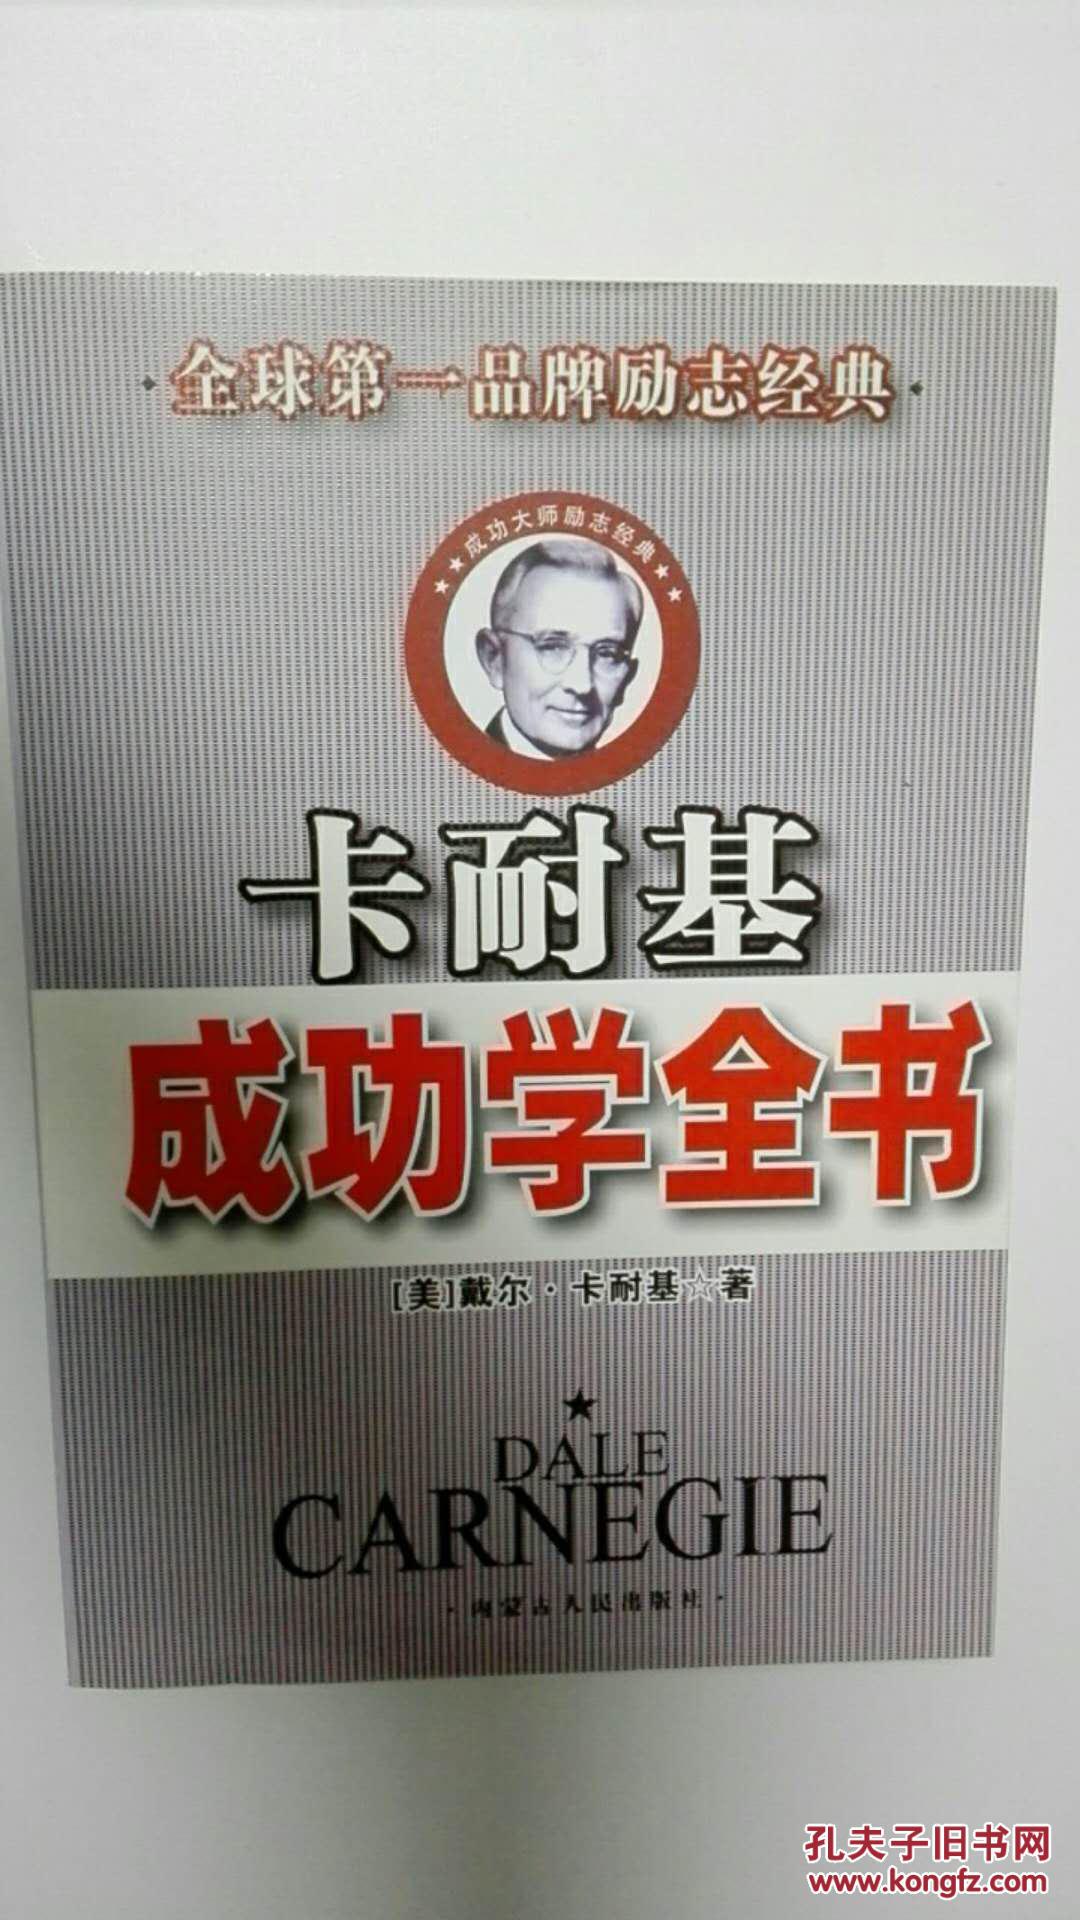 · 全球第一品牌励志经典 ·
★★成功大师励志经典★★
卡耐基
成功学全书
[美]戴尔·卡耐基☆著
★
DALE
CARNEGIE
·内蒙古人民出版社·
孔夫子旧书网
www.kongfz.com